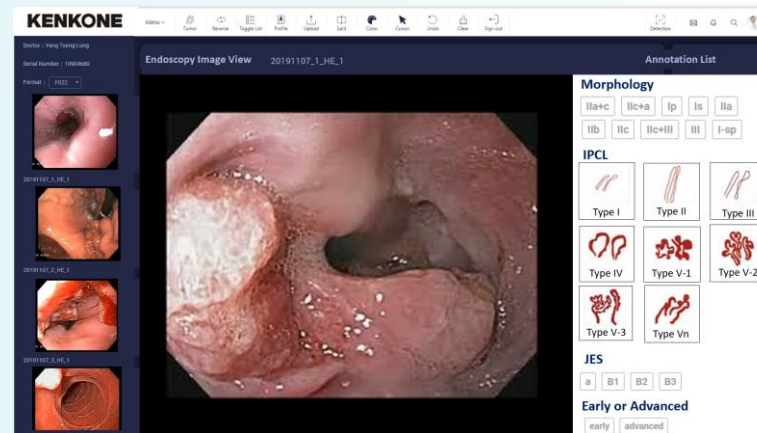 KENKONE
Menu
Tumor
Reverse
Toggle List
Profile
Upload
Split
Color
Cursor
Undo
Clear
Sign out
Detection
Doctor : Yang Tseng-Lung
Serial Number : 10904680
Format : F022
Endoscopy Image View 20191107_1_HE_1
Annotation List
20191107_1_HE_1
20191107_2_HE_1
20191107_3_HE_1
Morphology
IIa+c IIc+a Ip Is IIa
IIb IIc IIc+III III I-sp
IPCL
Type I Type II Type III
Type IV Type V-1 Type V-2
Type V-3 Type Vn
JES
a B1 B2 B3
Early or Advanced
early advanced